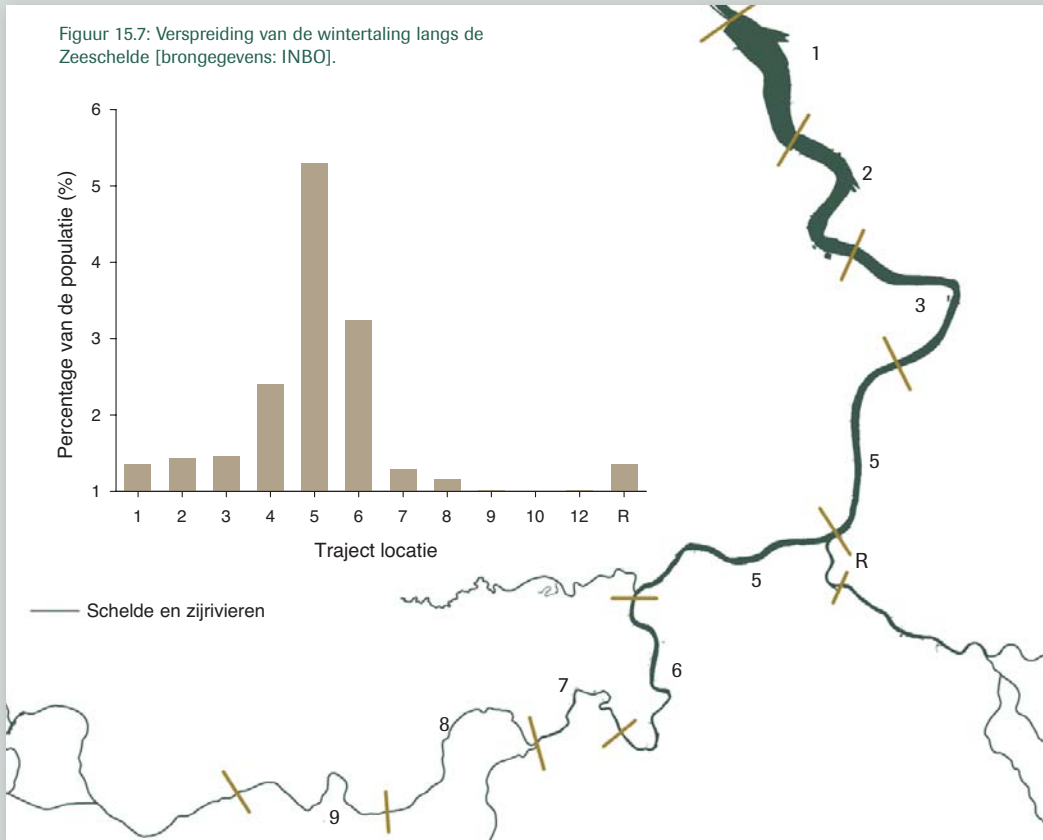 Figuur 15.7: Verspreiding van de wintertaling langs de
Zeeschelde [brongegevens: INBO].
Percentage van de populatie (%)
6
5
4
3
2
1
1 2 3 4 5 6 7 8 9 10 12 R
Traject locatie
Schelde en zijrivieren
1
2
3
5
R
5
6
7
8
9